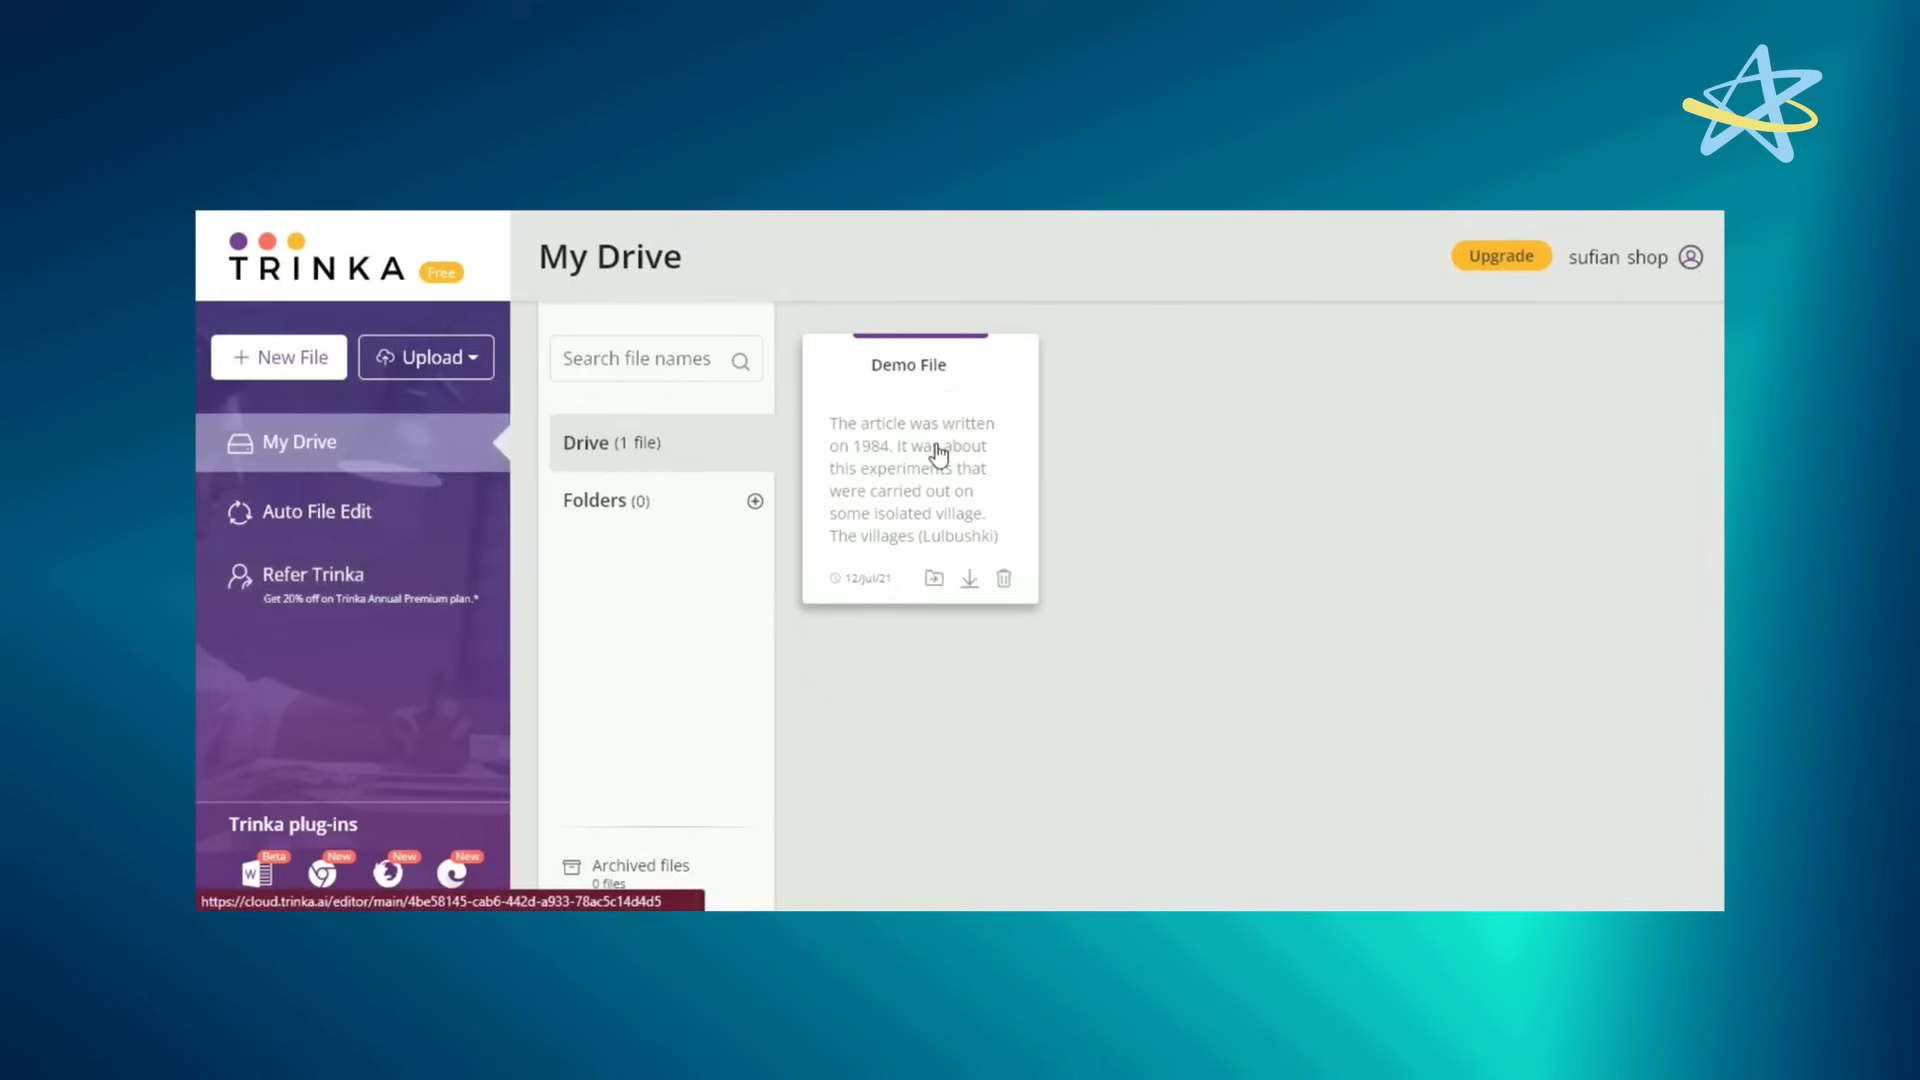 TRINKA Free
My Drive
Upgrade
sufian shop
+ New File
Upload
My Drive
Auto File Edit
Refer Trinka
Get 20% off on Trinka Annual Premium plan.*
Trinka plug-ins
Beta
New
New
New
W
Search file names
Drive (1 file)
Folders (0)
Archived files
0 files
Demo File
The article was written
on 1984. It was about
this experiments that
were carried out on
some isolated village.
The villages (Lulbushki)
12/Jul/21
https://cloud.trinka.ai/editor/main/4be58145-cab6-442d-a933-78ac5c14d4d5